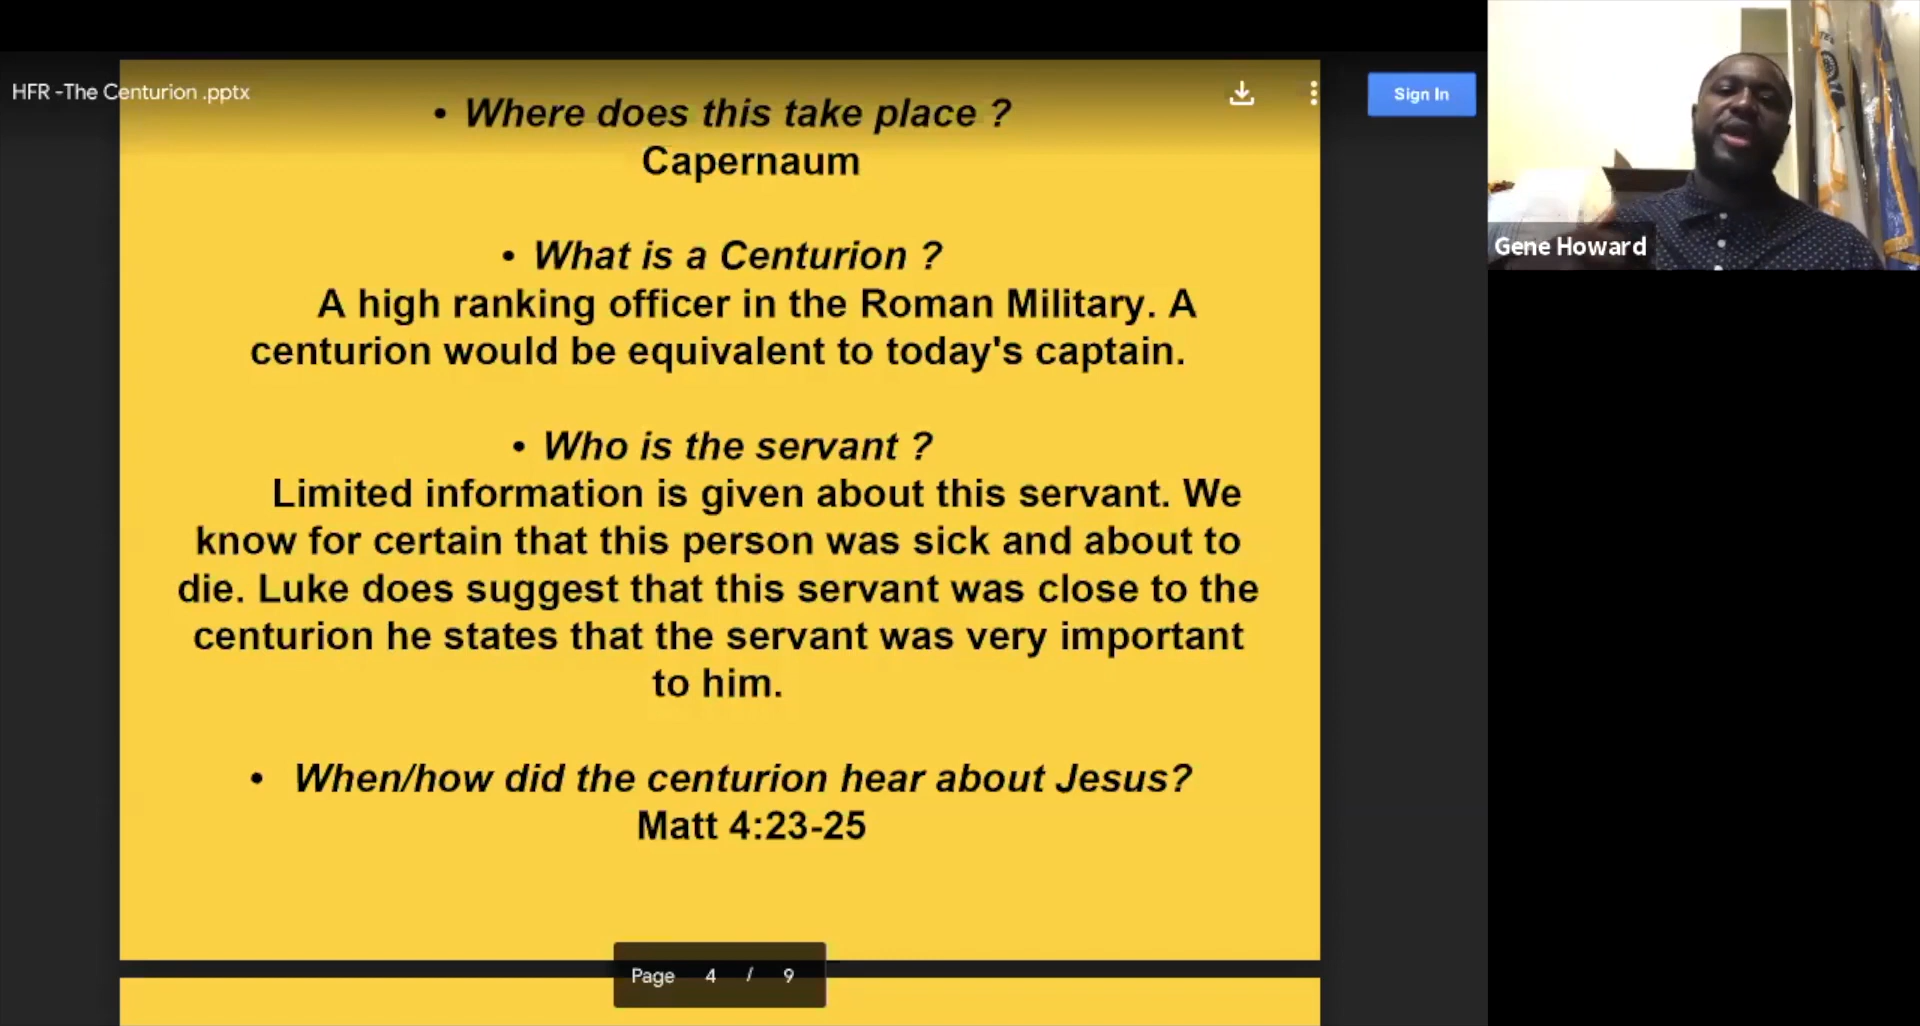 HFR -The Centurion .pptx
Sign In
• Where does this take place ?
Capernaum
• What is a Centurion ?
A high ranking officer in the Roman Military. A
centurion would be equivalent to today's captain.
• Who is the servant ?
Limited information is given about this servant. We
know for certain that this person was sick and about to
die. Luke does suggest that this servant was close to the
centurion he states that the servant was very important
to him.
• When/how did the centurion hear about Jesus?
Matt 4:23-25
Page 4 / 9
Gene Howard